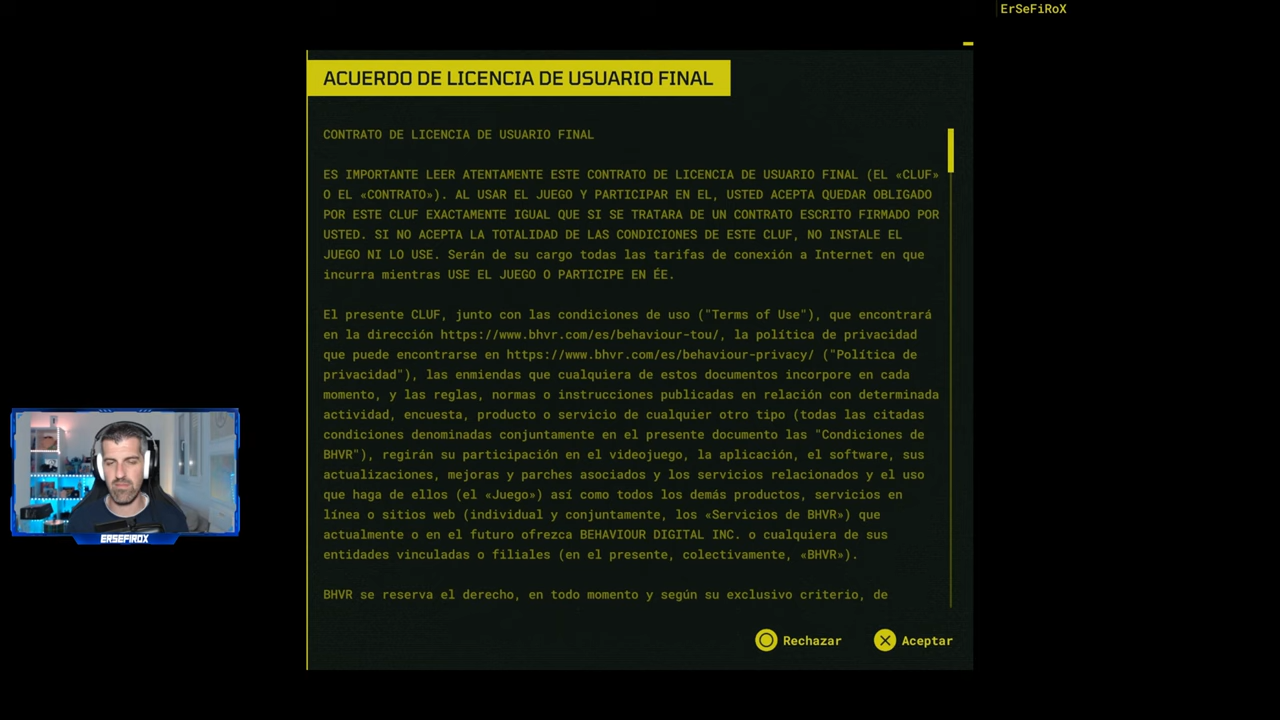 ErSeFiRoX
ACUERDO DE LICENCIA DE USUARIO FINAL
CONTRATO DE LICENCIA DE USUARIO FINAL
ES IMPORTANTE LEER ATENTAMENTE ESTE CONTRATO DE LICENCIA DE USUARIO FINAL (EL «CLUF»
O EL «CONTRATO»). AL USAR EL JUEGO Y PARTICIPAR EN EL, USTED ACEPTA QUEDAR OBLIGADO
POR ESTE CLUF EXACTAMENTE IGUAL QUE SI SE TRATARA DE UN CONTRATO ESCRITO FIRMADO POR
USTED. SI NO ACEPTA LA TOTALIDAD DE LAS CONDICIONES DE ESTE CLUF, NO INSTALE EL
JUEGO NI LO USE. Serán de su cargo todas las tarifas de conexión a Internet en que
incurra mientras USE EL JUEGO O PARTICIPE EN ÉE.
El presente CLUF, junto con las condiciones de uso ("Terms of Use"), que encontrará
en la dirección https://www.bhvr.com/es/behaviour-tou/, la política de privacidad
que puede encontrarse en https://www.bhvr.com/es/behaviour-privacy/ ("Política de
privacidad"), las enmiendas que cualquiera de estos documentos incorpore en cada
momento, y las reglas, normas o instrucciones publicadas en relación con determinada
actividad, encuesta, producto o servicio de cualquier otro tipo (todas las citadas
condiciones denominadas conjuntamente en el presente documento las "Condiciones de
BHVR"), regirán su participación en el videojuego, la aplicación, el software, sus
actualizaciones, mejoras y parches asociados y los servicios relacionados y el uso
que haga de ellos (el «Juego») así como todos los demás productos, servicios en
línea o sitios web (individual y conjuntamente, los «Servicios de BHVR») que
actualmente o en el futuro ofrezca BEHAVIOUR DIGITAL INC. o cualquiera de sus
entidades vinculadas o filiales (en el presente, colectivamente, «BHVR»).
BHVR se reserva el derecho, en todo momento y según su exclusivo criterio, de
Rechazar
Aceptar
ERSEFIROX